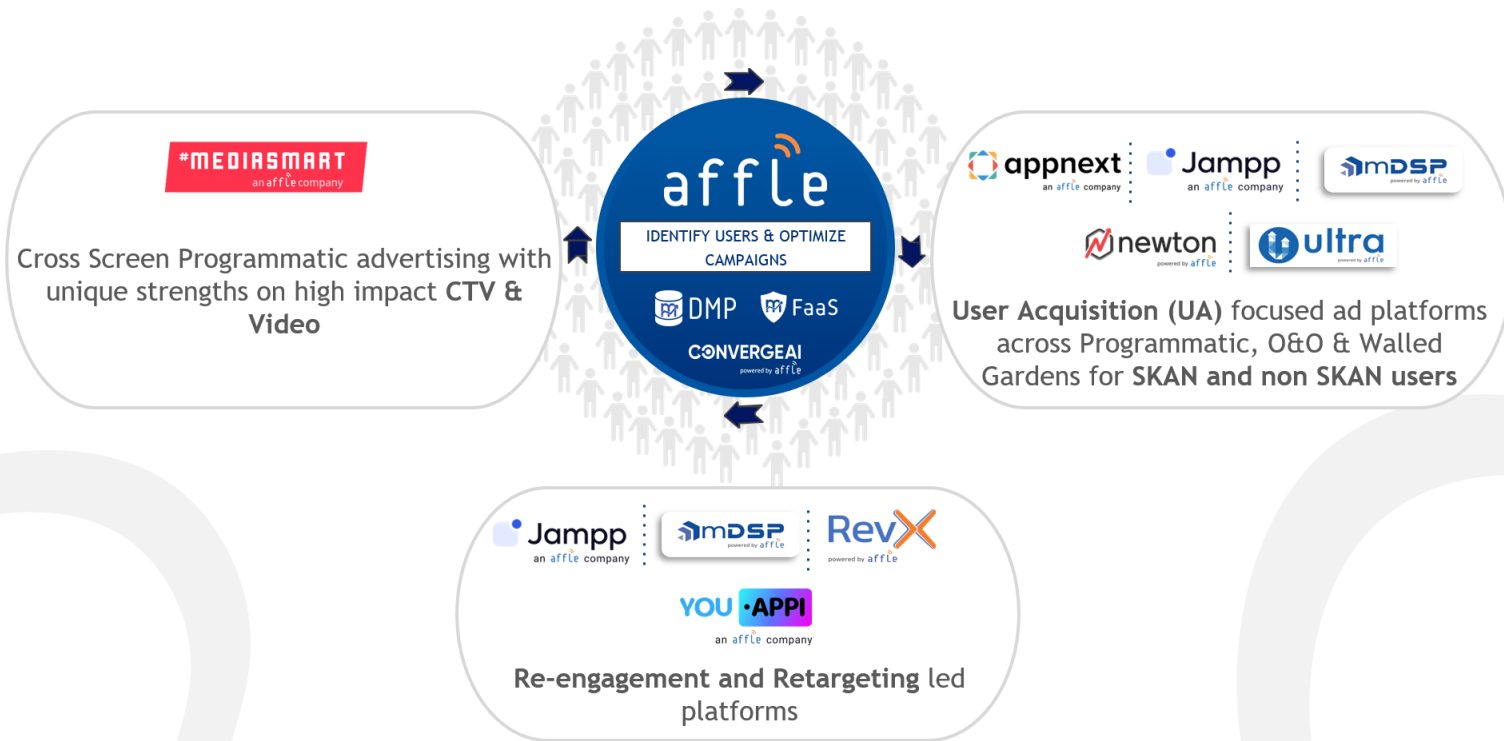 #MEDIASMART
an affle company
Cross Screen Programmatic advertising with
unique strengths on high impact CTV &
Video
affle
IDENTIFY USERS & OPTIMIZE
CAMPAIGNS
DMP
FaaS
CONVERGEAI
powered by affle
appnext
an affle company
Jampp
an affle company
mDSP
powered by affle
newton
powered by affle
ultra
powered by affle
User Acquisition (UA) focused ad platforms
across Programmatic, O&O & Walled
Gardens for SKAN and non SKAN users
Jampp
an affle company
mDSP
powered by affle
RevX
powered by affle
YOU•APPI
an affle company
Re-engagement and Retargeting led
platforms